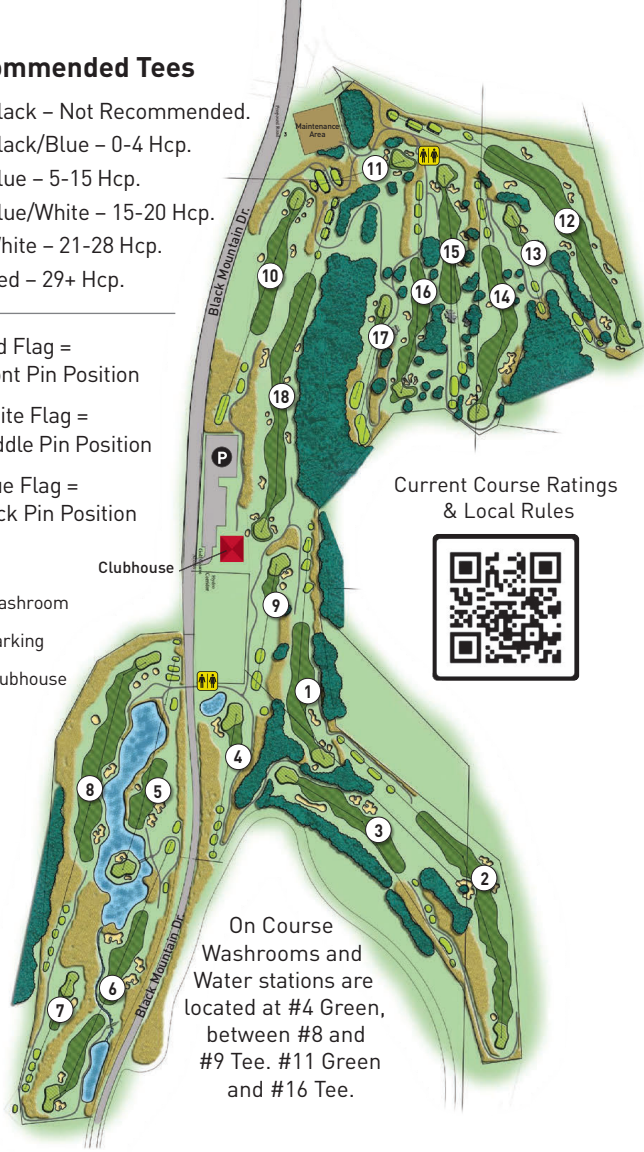 ommended Tees
lack – Not Recommended.
lack/Blue – 0-4 Hcp.
lue – 5-15 Hcp.
lue/White – 15-20 Hcp.
hite – 21-28 Hcp.
ed – 29+ Hcp.
d Flag =
ont Pin Position
ite Flag =
ddle Pin Position
ue Flag =
ck Pin Position
Clubhouse
ashroom
arking
ubhouse
Maintenance
Area
Black Mountain Dr.
11
12
10
15
13
16
14
17
18
P
Current Course Ratings
& Local Rules
9
1
4
8
5
3
2
6
7
Black Mountain Dr.
On Course
Washrooms and
Water stations are
located at #4 Green,
between #8 and
#9 Tee. #11 Green
and #16 Tee.